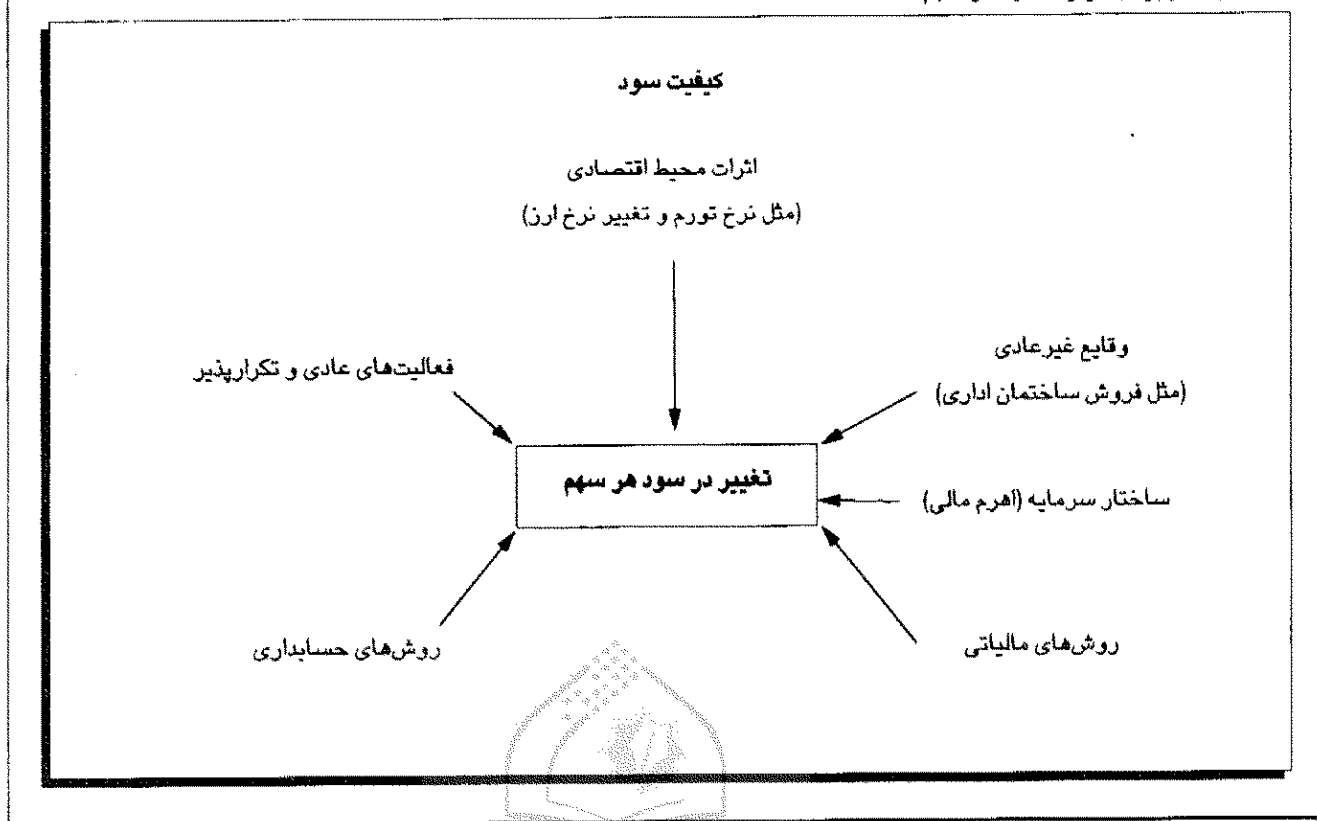 کیفیت سود
اثرات محیط اقتصادی
(مثل نرخ تورم و تغییر نرخ ارز)
وقایع غیرعادی
(مثل فروش ساختمان اداری)
فعالیت‌های عادی و تکرارپذیر
تغییر در سود هر سهم
ساختار سرمایه (اهرم مالی)
روش‌های مالیاتی
روش‌های حسابداری